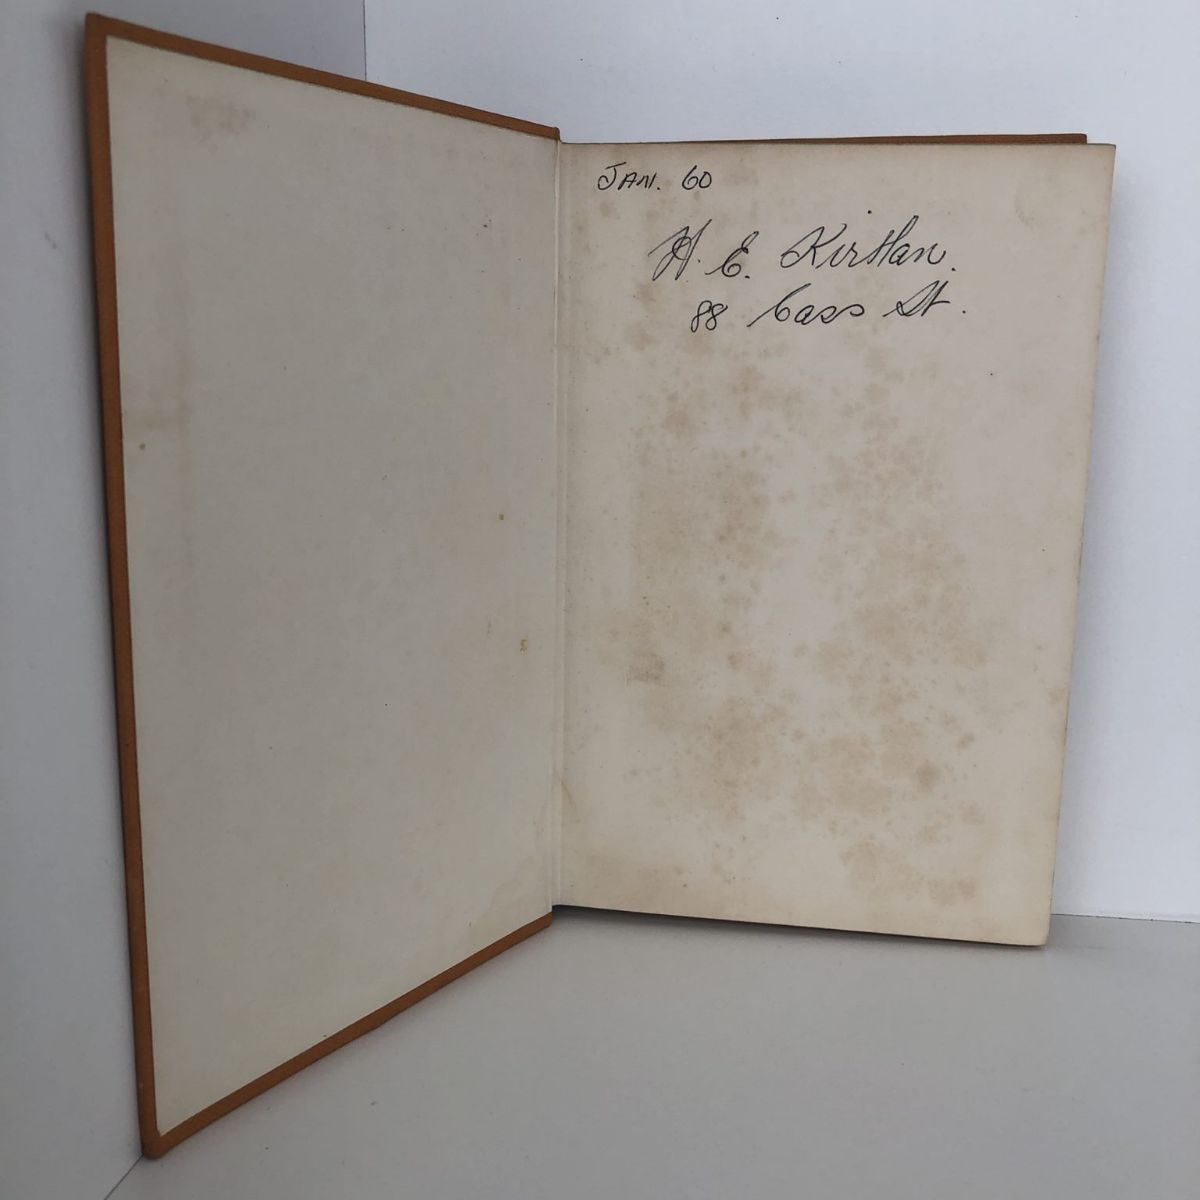 JAN. 60
H. E. Kirtlan.
88 Cass St.